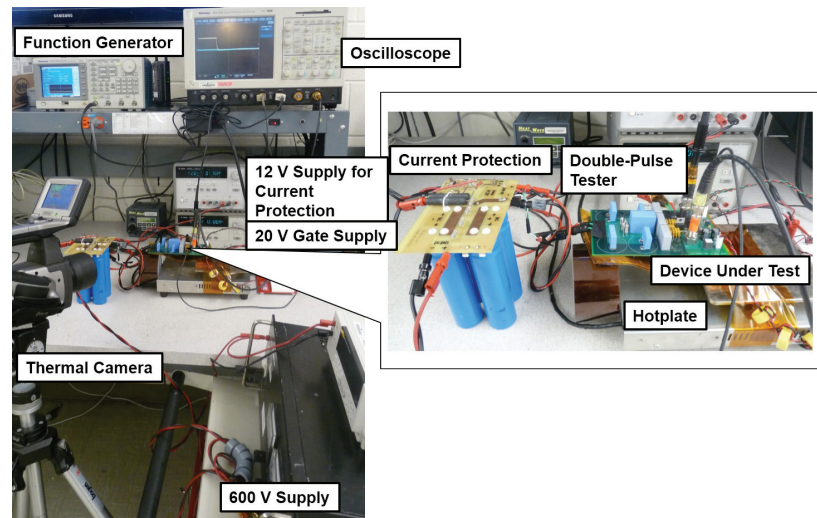 SAMSUNG
Function Generator
Oscilloscope
Current Protection
Double-Pulse
Tester
12 V Supply for
Current
Protection
20 V Gate Supply
Device Under Test
Hotplate
Thermal Camera
600 V Supply